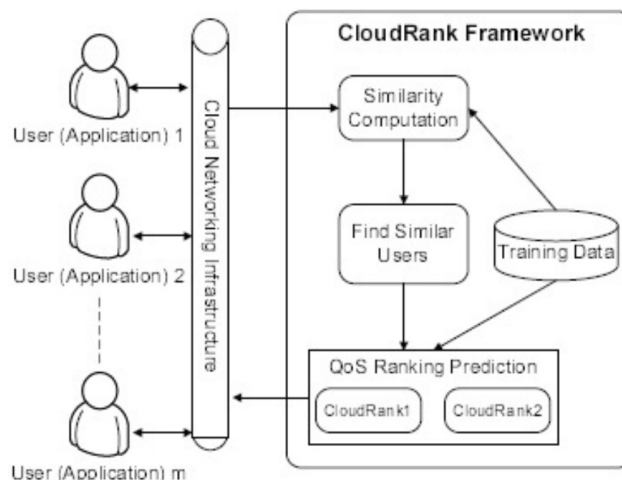 CloudRank Framework
User (Application) 1
User (Application) 2
User (Application) m
Cloud Networking Infrastructure
Similarity
Computation
Find Similar
Users
Training Data
QoS Ranking Prediction
CloudRank1
CloudRank2